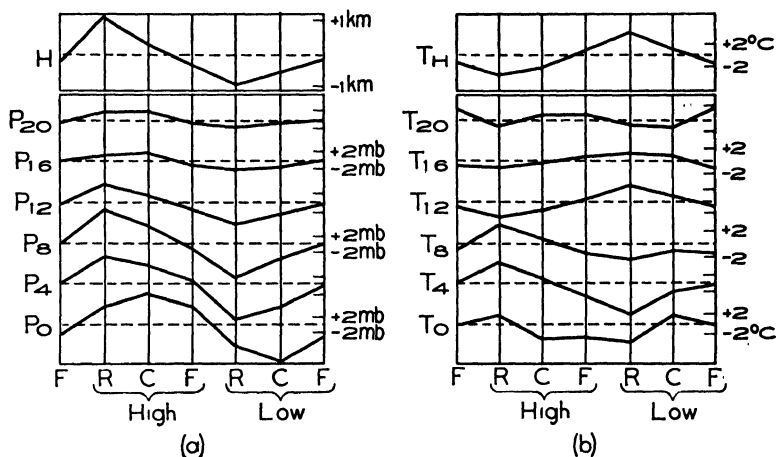 H
+1km
-1km
P20
P16
+2mb
-2mb
P12
P8
+2mb
-2mb
P4
P0
+2mb
-2mb
F R C F R C F
High Low
(a)
TH
+2°C
-2
T20
T16
+2
-2
T12
T8
+2
-2
T4
T0
+2
-2°C
F R C F R C F
High Low
(b)